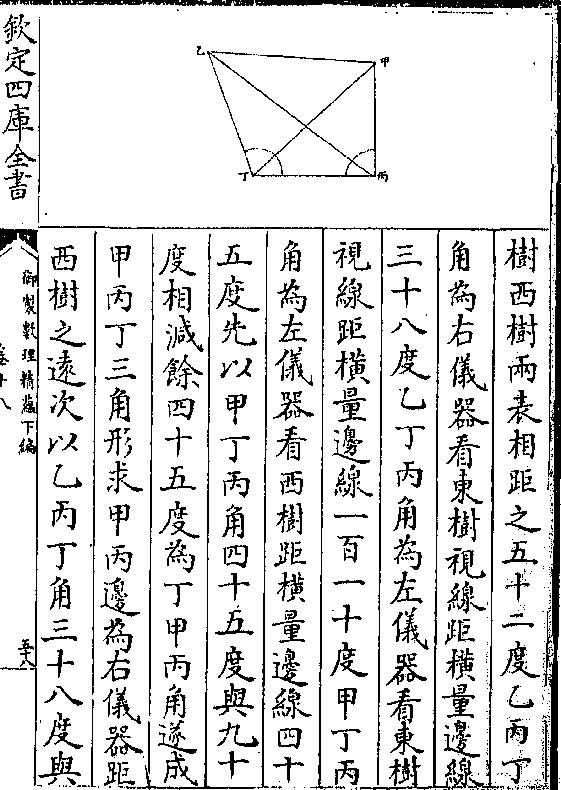 欽定四庫全書
御製數理精蘊下編
卷十八
甲
乙
丙
丁
樹西樹兩表相距之五十二度乙丙丁
角為右儀器看東樹視線距橫量邊線
三十八度乙丁丙角為左儀器看東樹
視線距橫量邊線一百一十度甲丁丙
角為左儀器看西樹距橫量邊線四十
五度先以甲丁丙角四十五度與九十
度相減餘四十五度為丁甲丙角遂成
甲丙丁三角形求甲丙邊為右儀器距
西樹之遠次以乙丙丁角三十八度與